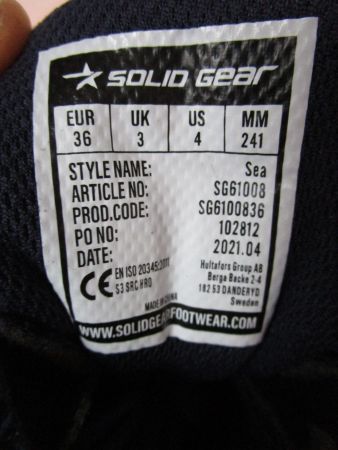 SOLID GEAR
EUR UK US MM
36 3 4 241
STYLE NAME: Sea
ARTICLE NO: SG61008
PROD.CODE: SG6100836
PO NO: 102812
DATE: 2021.04
CE EN ISO 20345:2011
S3 SRC HRO
Hultafors Group AB
Berga Backe 2-4
182 53 DANDERYD
Sweden
MADE IN CHINA
WWW.SOLIDGEARFOOTWEAR.COM